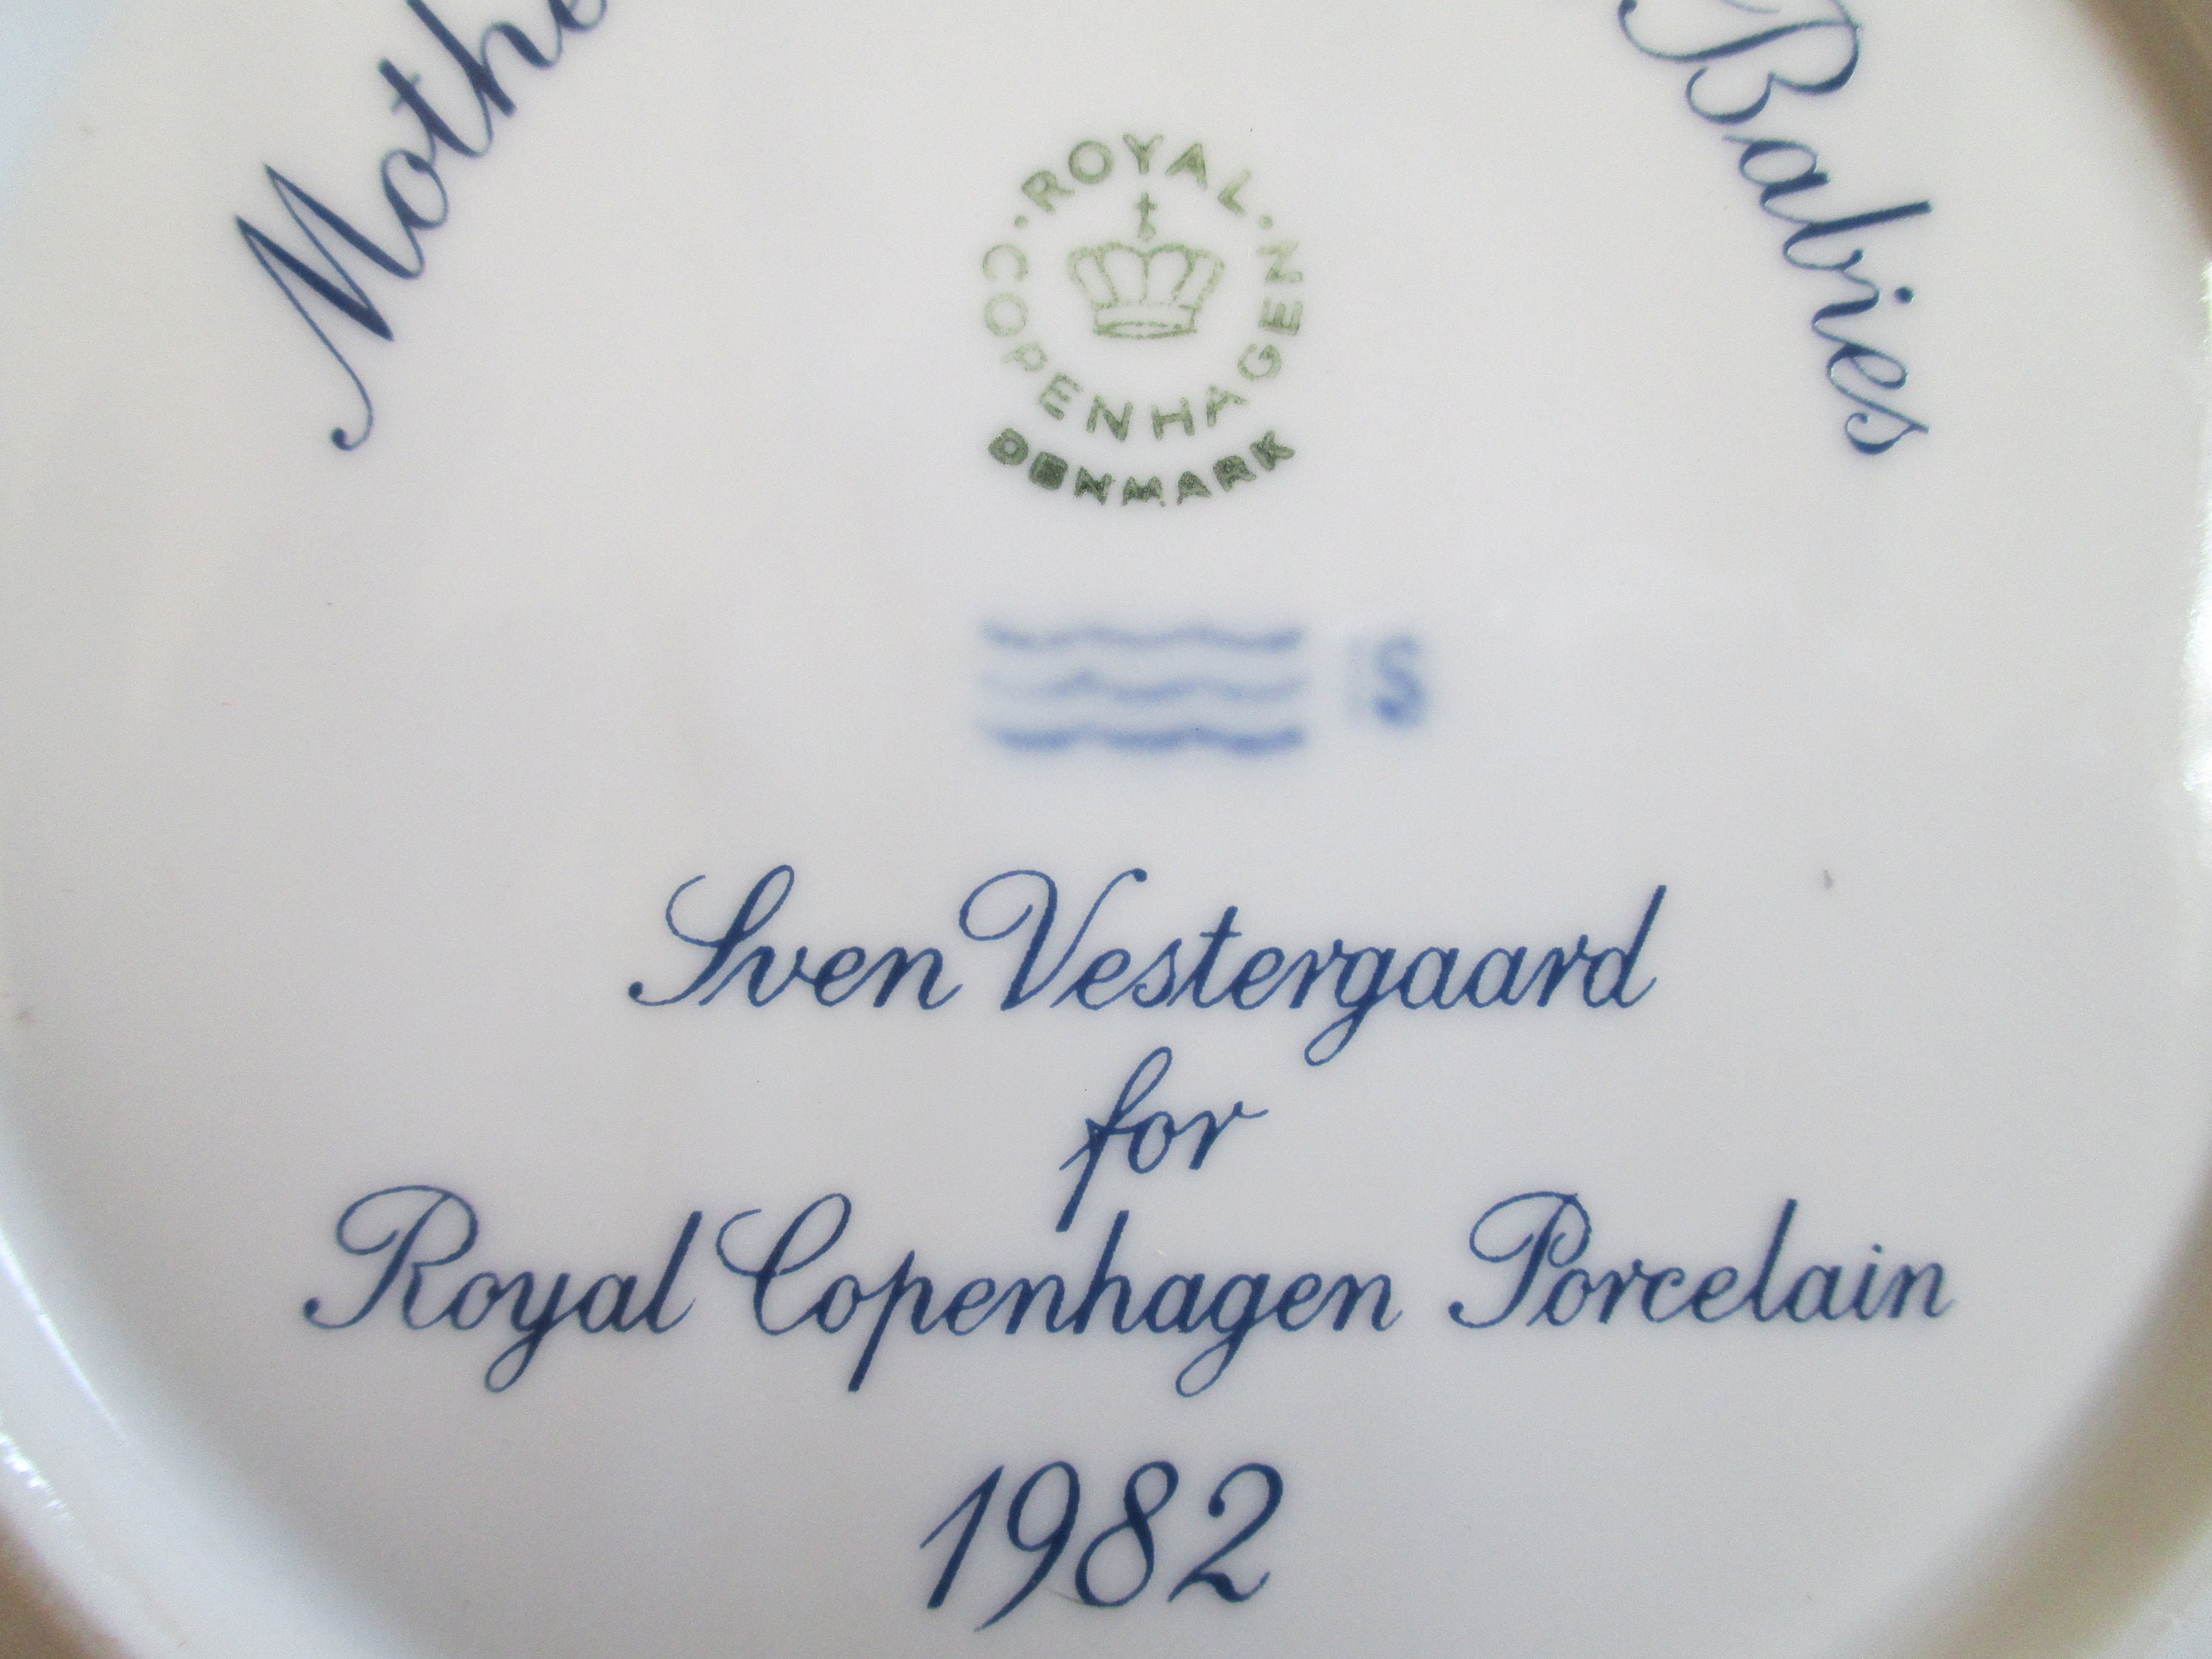 Mothe
Babies
· ROYAL ·
COPENHAGEN
DENMARK
S
Sven Vestergaard
for
Royal Copenhagen Porcelain
1982